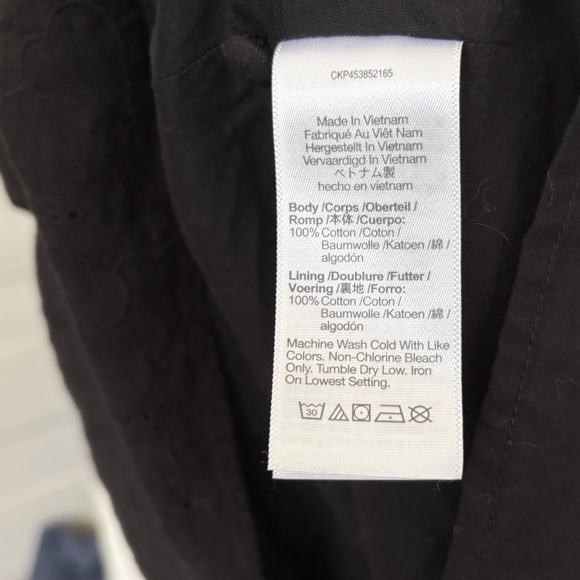 CKP453852165
Made In Vietnam
Fabriqué Au Viêt Nam
Hergestellt In Vietnam
Vervaardigd In Vietnam
ベトナム製
hecho en vietnam
Body /Corps /Oberteil /
Romp /本体 /Cuerpo:
100% Cotton /Coton /
Baumwolle /Katoen /綿 /
algodón
Lining /Doublure /Futter /
Voering /裏地 /Forro:
100% Cotton /Coton /
Baumwolle /Katoen /綿 /
algodón
Machine Wash Cold With Like
Colors. Non-Chlorine Bleach
Only. Tumble Dry Low. Iron
On Lowest Setting.
30